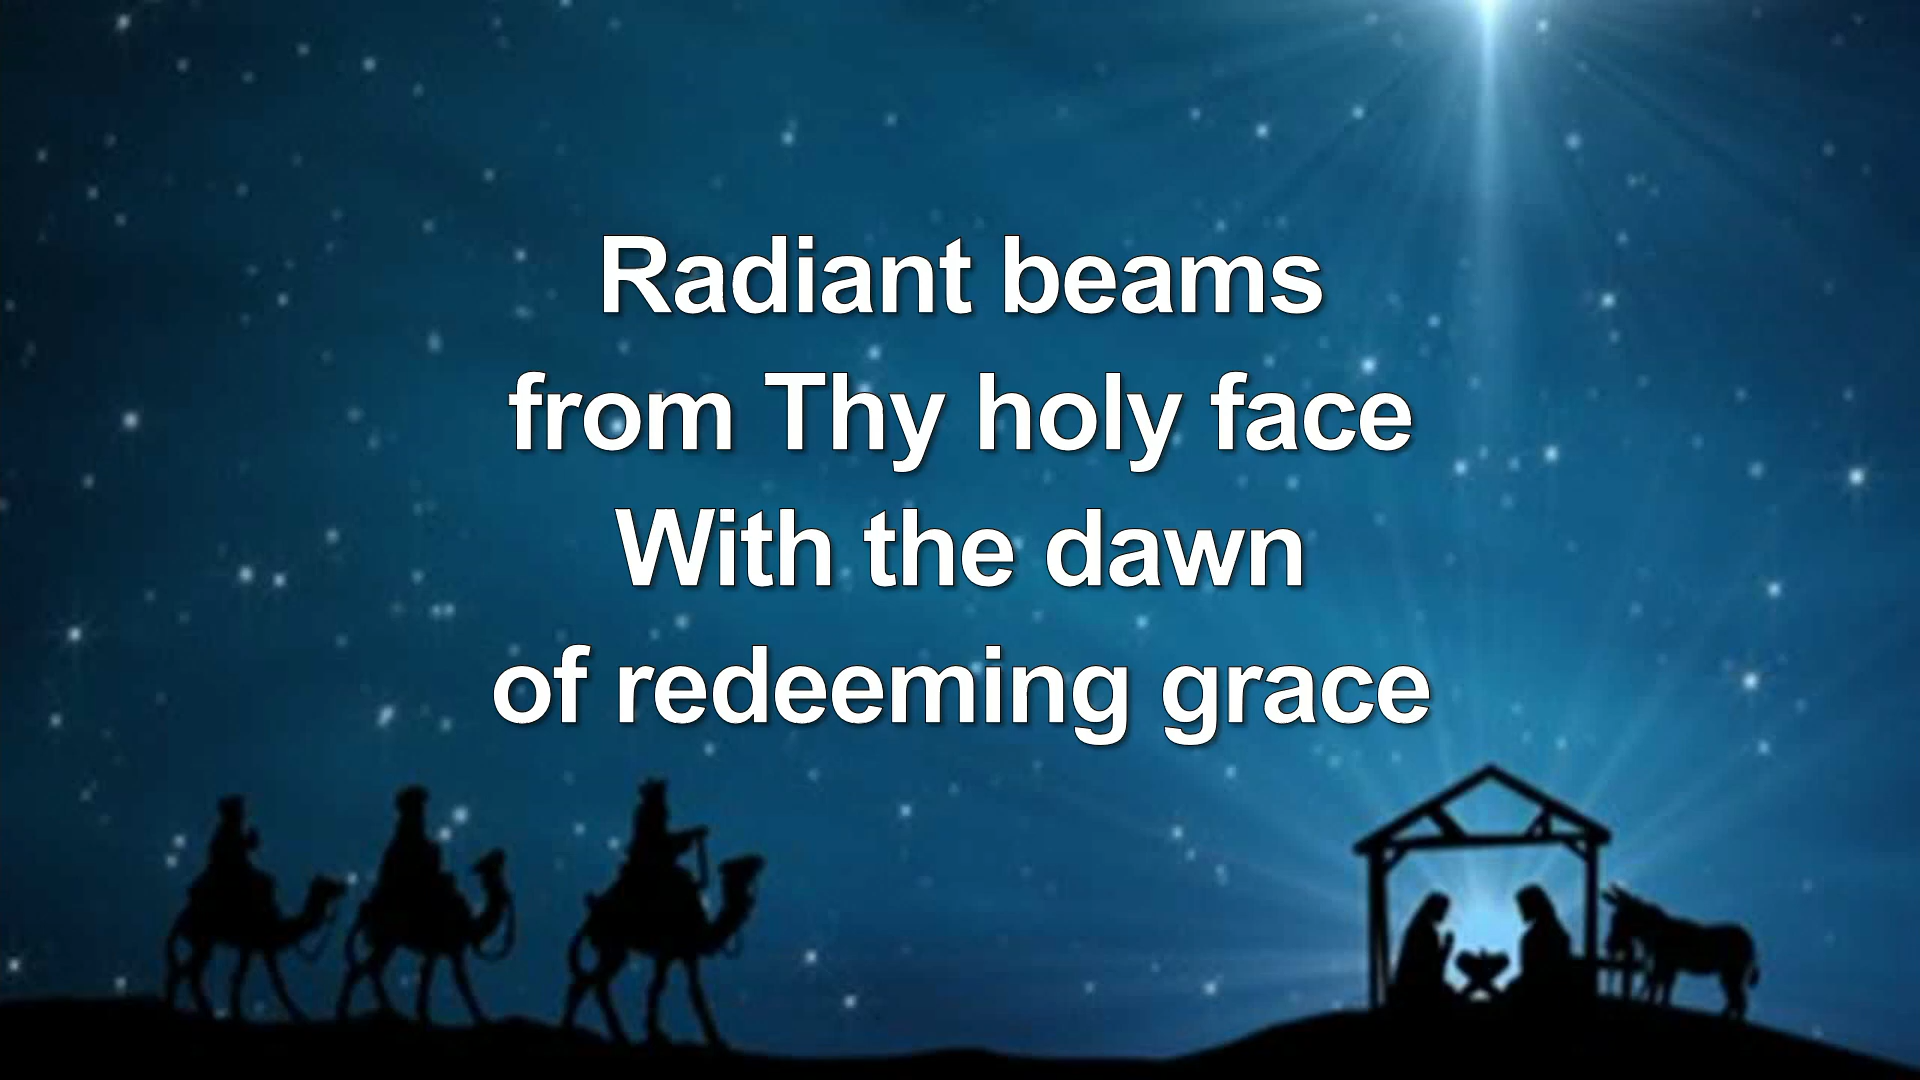 Radiant beams
from Thy holy face
With the dawn
of redeeming grace